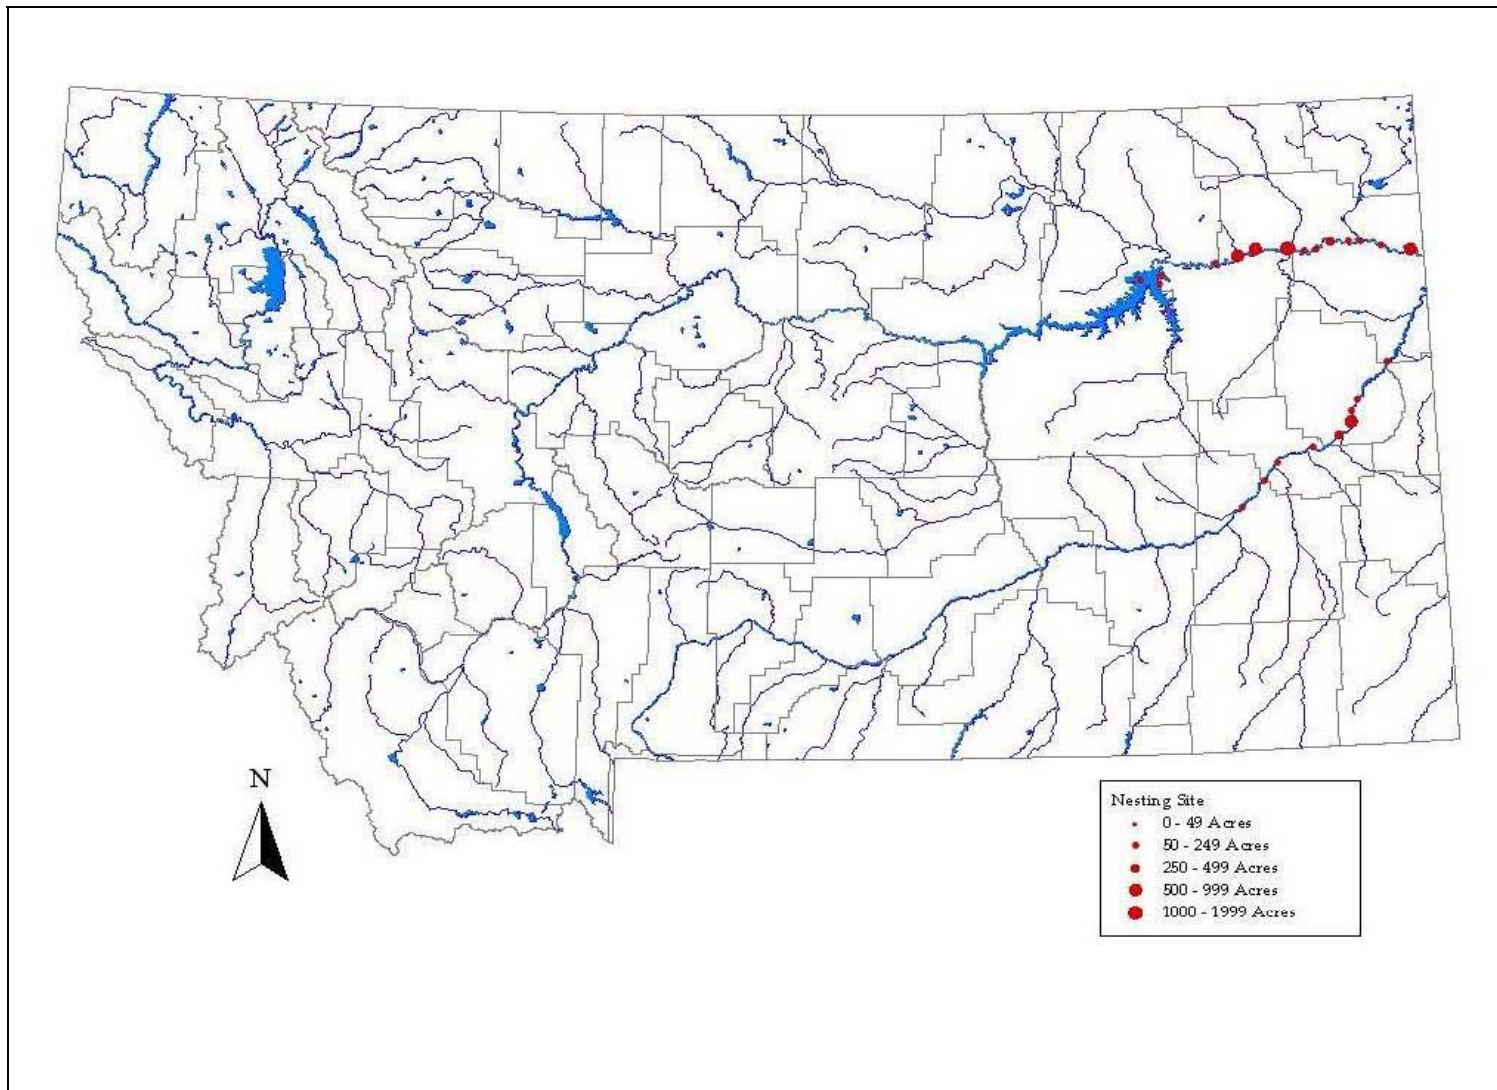 N
Nesting Site
0 - 49 Acres
50 - 249 Acres
250 - 499 Acres
500 - 999 Acres
1000 - 1999 Acres